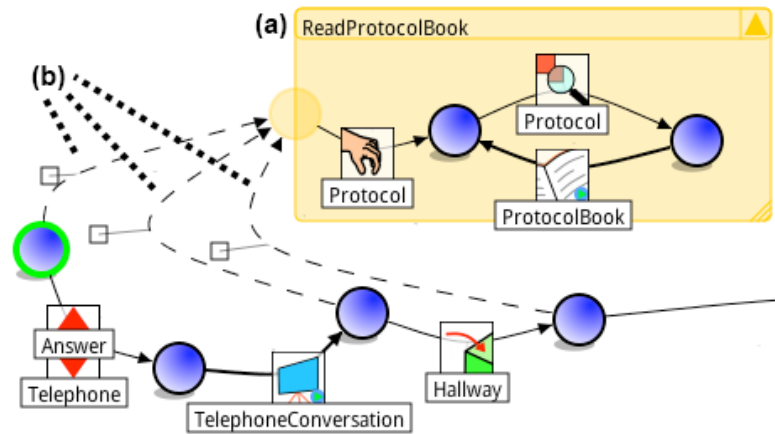 (a)
ReadProtocolBook
(b)
Protocol
Protocol
ProtocolBook
Answer
Telephone
TelephoneConversation
Hallway